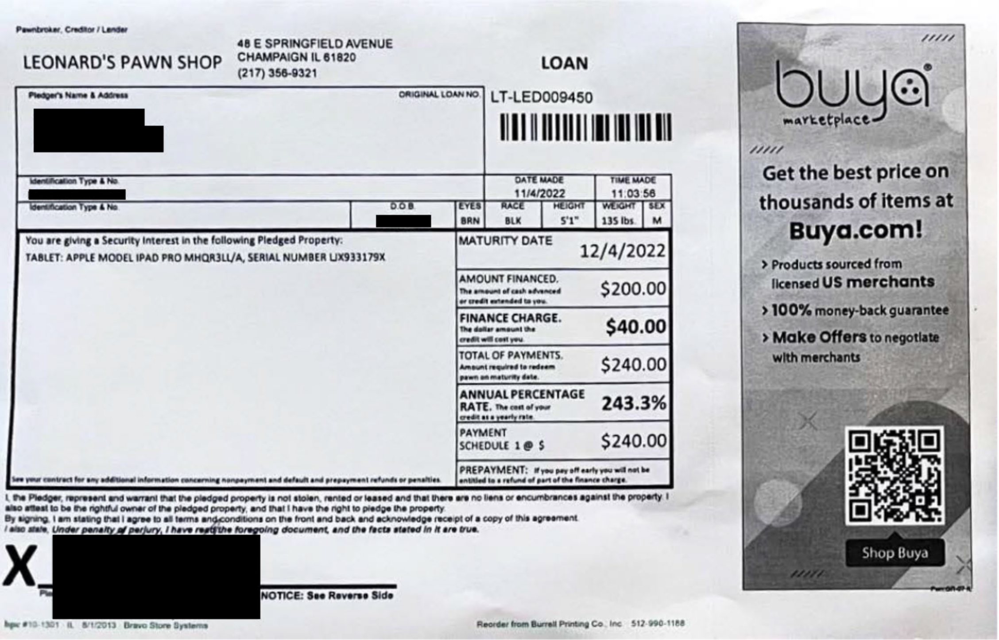 Pawnbroker, Creditor / Lender
LEONARD'S PAWN SHOP
48 E SPRINGFIELD AVENUE
CHAMPAIGN IL 61820
(217) 356-9321
LOAN
Pledger's Name & Address
ORIGINAL LOAN NO.
LT-LED009450
Identification Type & No.
DATE MADE
11/4/2022
TIME MADE
11:03:56
Identification Type & No.
D.O.B.
EYES
BRN
RACE
BLK
HEIGHT
5'1"
WEIGHT
135 lbs.
SEX
M
You are giving a Security Interest in the following Pledged Property:
TABLET: APPLE MODEL IPAD PRO MHQR3LL/A, SERIAL NUMBER LJX933179X
See your contract for any additional information concerning nonpayment and default and prepayment refunds or penalties.
MATURITY DATE
12/4/2022
AMOUNT FINANCED.
The amount of cash advanced
or credit extended to you.
$200.00
FINANCE CHARGE.
The dollar amount the
credit will cost you.
$40.00
TOTAL OF PAYMENTS.
Amount required to redeem
pawn on maturity date.
$240.00
ANNUAL PERCENTAGE
RATE. The cost of your
credit as a yearly rate.
243.3%
PAYMENT
SCHEDULE 1 @ $
$240.00
PREPAYMENT: If you pay off early you will not be
entitled to a refund of part of the finance charge.
I, the Pledger, represent and warrant that the pledged property is not stolen, rented or leased and that there are no liens or encumbrances against the property. I
also attest to be the rightful owner of the pledged property, and that I have the right to pledge the property.
By signing, I am stating that I agree to all terms and conditions on the front and back and acknowledge receipt of a copy of this agreement.
I also state, Under penalty of perjury, I have read the foregoing document, and the facts stated in it are true.
X
NOTICE: See Reverse Side
bpc #10-1301 IL 8/1/2013 Bravo Store Systems
Reorder from Burrell Printing Co., Inc. 512-990-1188
buya®
marketplace
Get the best price on
thousands of items at
Buya.com!
> Products sourced from
licensed US merchants
> 100% money-back guarantee
> Make Offers to negotiate
with merchants
Shop Buya